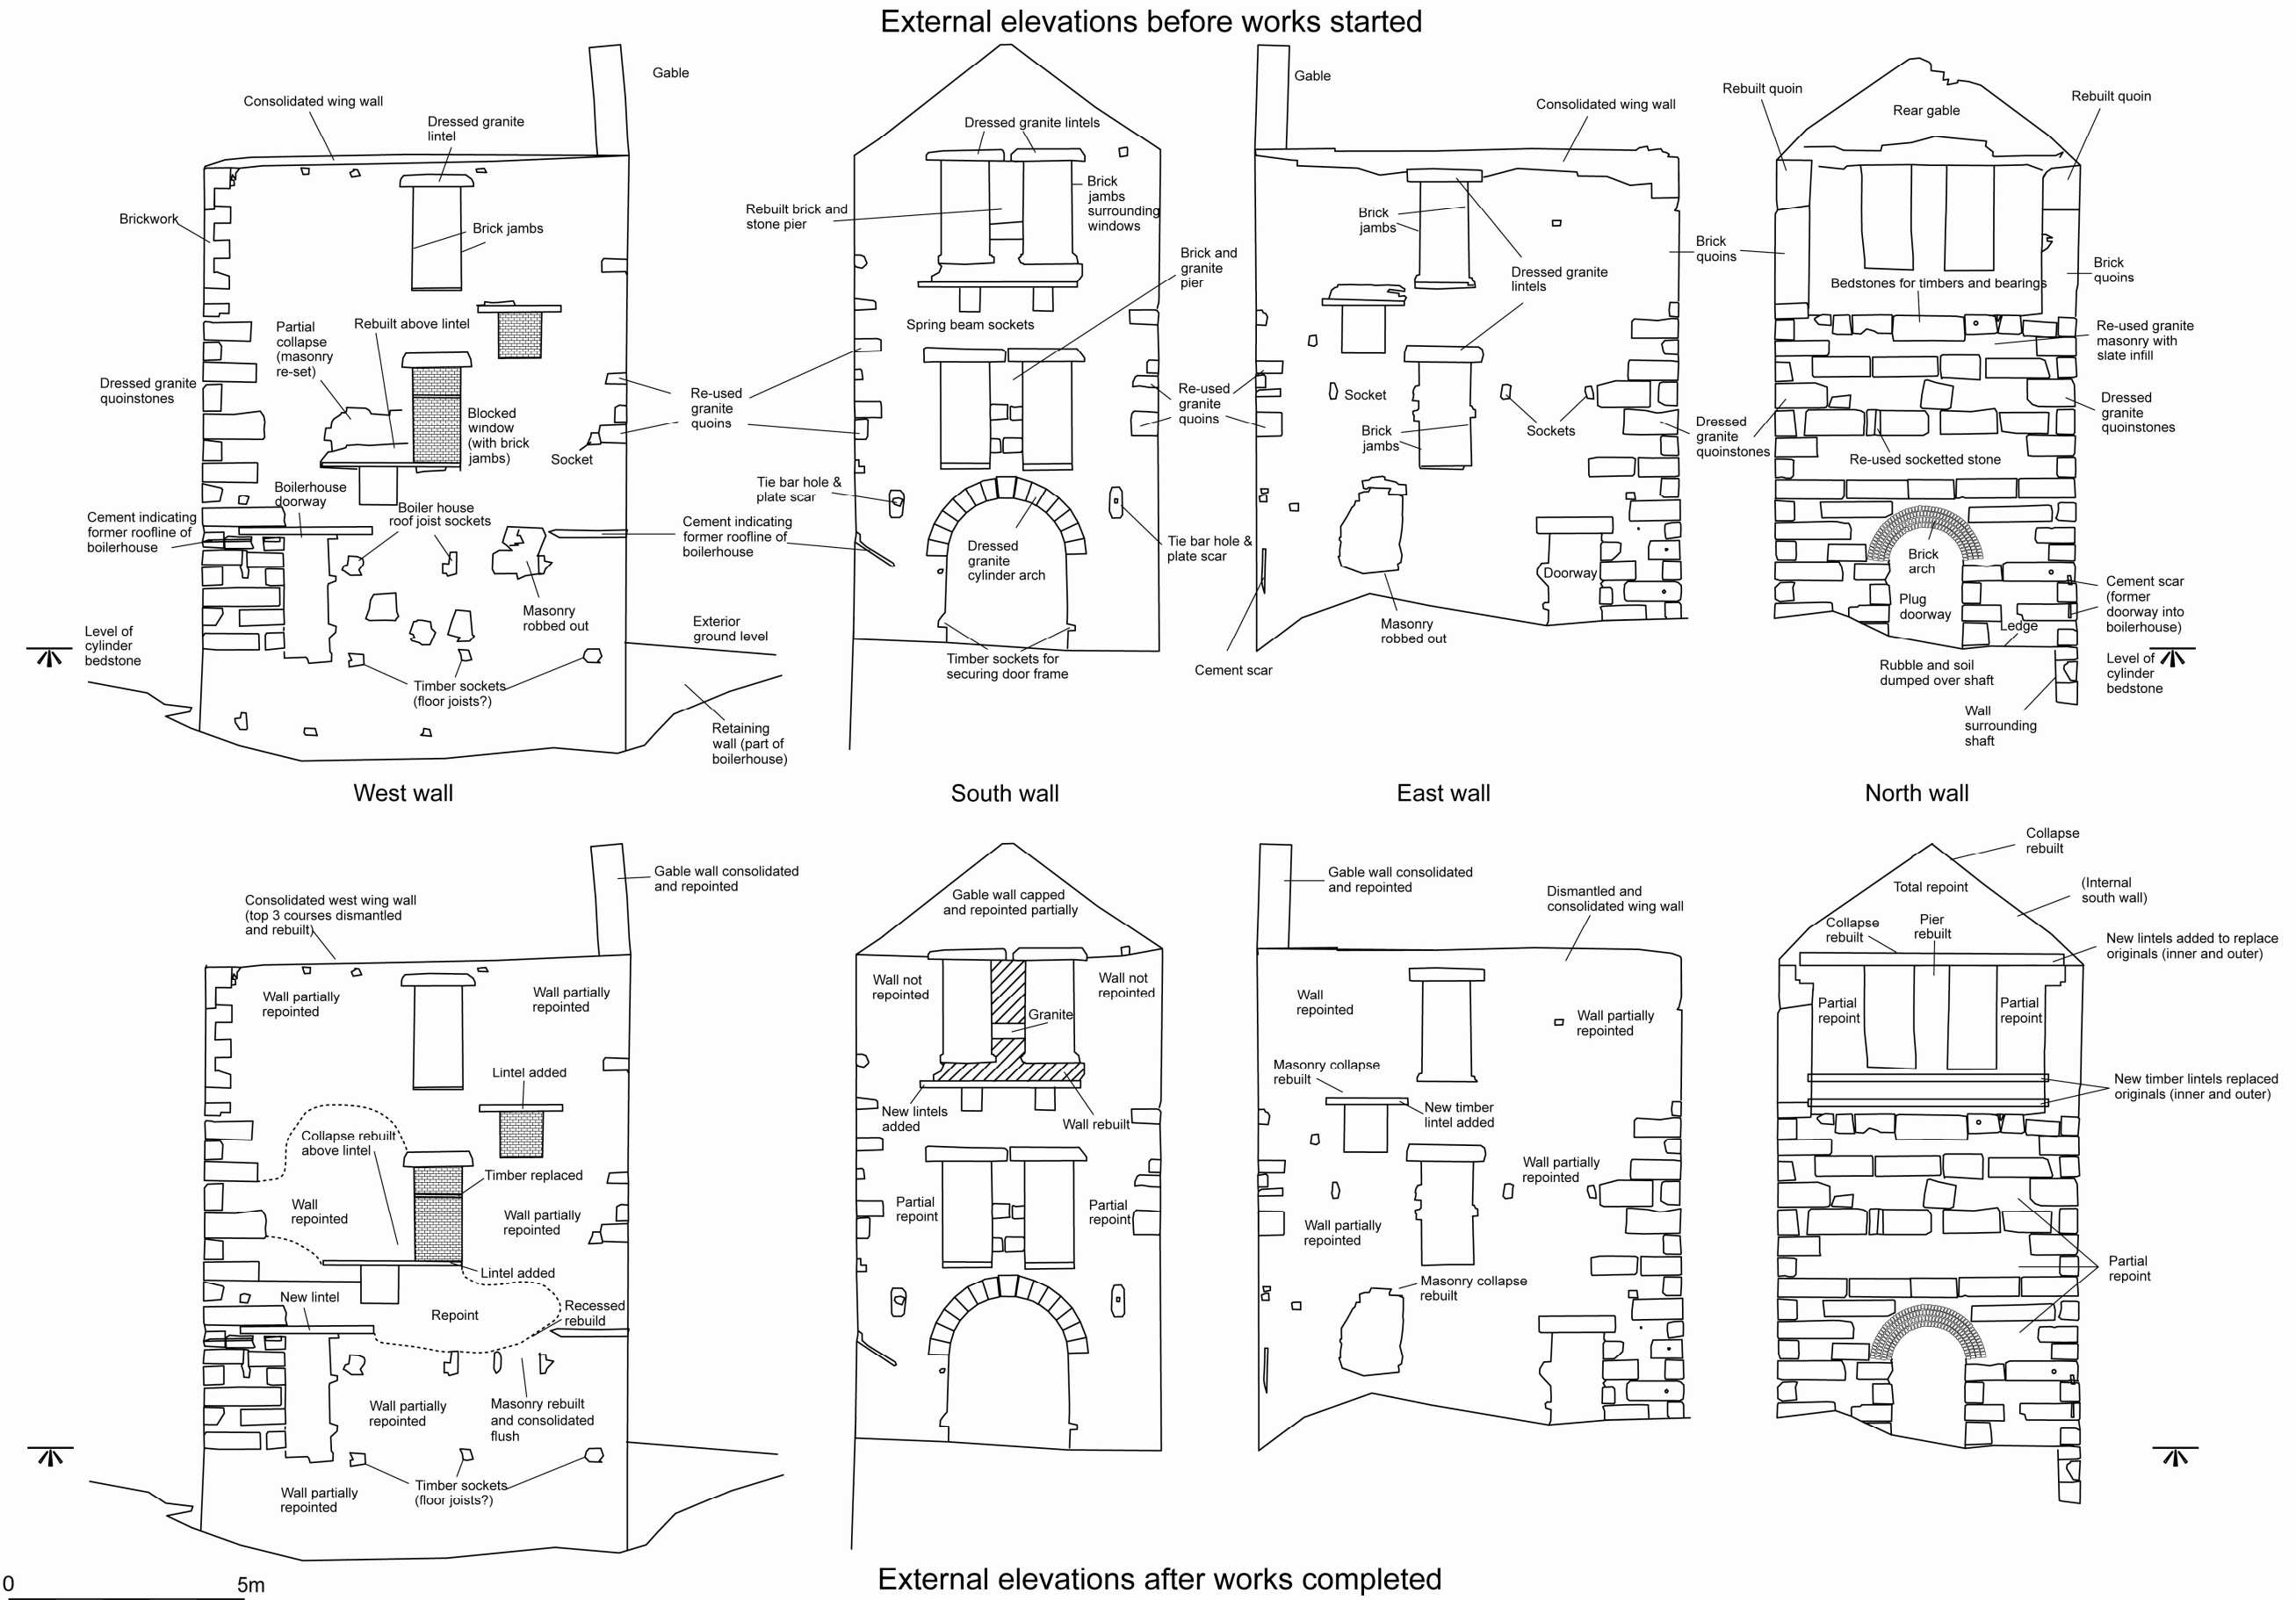 External elevations before works started
Gable
Consolidated wing wall
Dressed granite
lintel
Brickwork
Brick jambs
Partial
collapse
(masonry
re-set)
Rebuilt above lintel
Dressed granite
quoinstones
Blocked
window
(with brick
jambs)
Socket
Boilerhouse
doorway
Boiler house
roof joist sockets
Cement indicating
former roofline of
boilerhouse
Masonry
robbed out
Level of
cylinder
bedstone
Timber sockets
(floor joists?)
Exterior
ground level
Retaining
wall (part of
boilerhouse)
Re-used
granite
quoins
Cement indicating
former roofline of
boilerhouse
Dressed granite lintels
Rebuilt brick and
stone pier
Brick
jambs
surrounding
windows
Brick and
granite
pier
Spring beam sockets
Re-used
granite
quoins
Tie bar hole &
plate scar
Dressed
granite
cylinder arch
Tie bar hole &
plate scar
Timber sockets for
securing door frame
Gable
Consolidated wing wall
Brick
jambs
Dressed granite
lintels
Socket
Brick
jambs
Sockets
Doorway
Masonry
robbed out
Cement scar
Brick
quoins
Dressed
granite
quoinstones
Rebuilt quoin
Rear gable
Rebuilt quoin
Brick
quoins
Bedstones for timbers and bearings
Re-used granite
masonry with
slate infill
Dressed
granite
quoinstones
Re-used socketted stone
Brick
arch
Plug
doorway
Ledge
Cement scar
(former
doorway into
boilerhouse)
Rubble and soil
dumped over shaft
Level of
cylinder
bedstone
Wall
surrounding
shaft
West wall
South wall
East wall
North wall
Gable wall consolidated
and repointed
Consolidated west wing wall
(top 3 courses dismantled
and rebuilt)
Wall partially
repointed
Wall partially
repointed
Lintel added
Collapse rebuilt
above lintel
Timber replaced
Wall
repointed
Wall partially
repointed
Lintel added
New lintel
Repoint
Recessed
rebuild
Wall partially
repointed
Masonry rebuilt
and consolidated
flush
Timber sockets
(floor joists?)
Wall partially
repointed
Gable wall capped
and repointed partially
Wall not
repointed
Wall not
repointed
Granite
New lintels
added
Wall rebuilt
Partial
repoint
Partial
repoint
Gable wall consolidated
and repointed
Dismantled and
consolidated wing wall
Wall
repointed
Wall partially
repointed
Masonry collapse
rebuilt
New timber
lintel added
Wall partially
repointed
Wall partially
repointed
Masonry collapse
rebuilt
Collapse
rebuilt
Total repoint
(Internal
south wall)
Collapse
rebuilt
Pier
rebuilt
New lintels added to replace
originals (inner and outer)
Partial
repoint
Partial
repoint
New timber lintels replaced
originals (inner and outer)
Partial
repoint
0
5m
External elevations after works completed